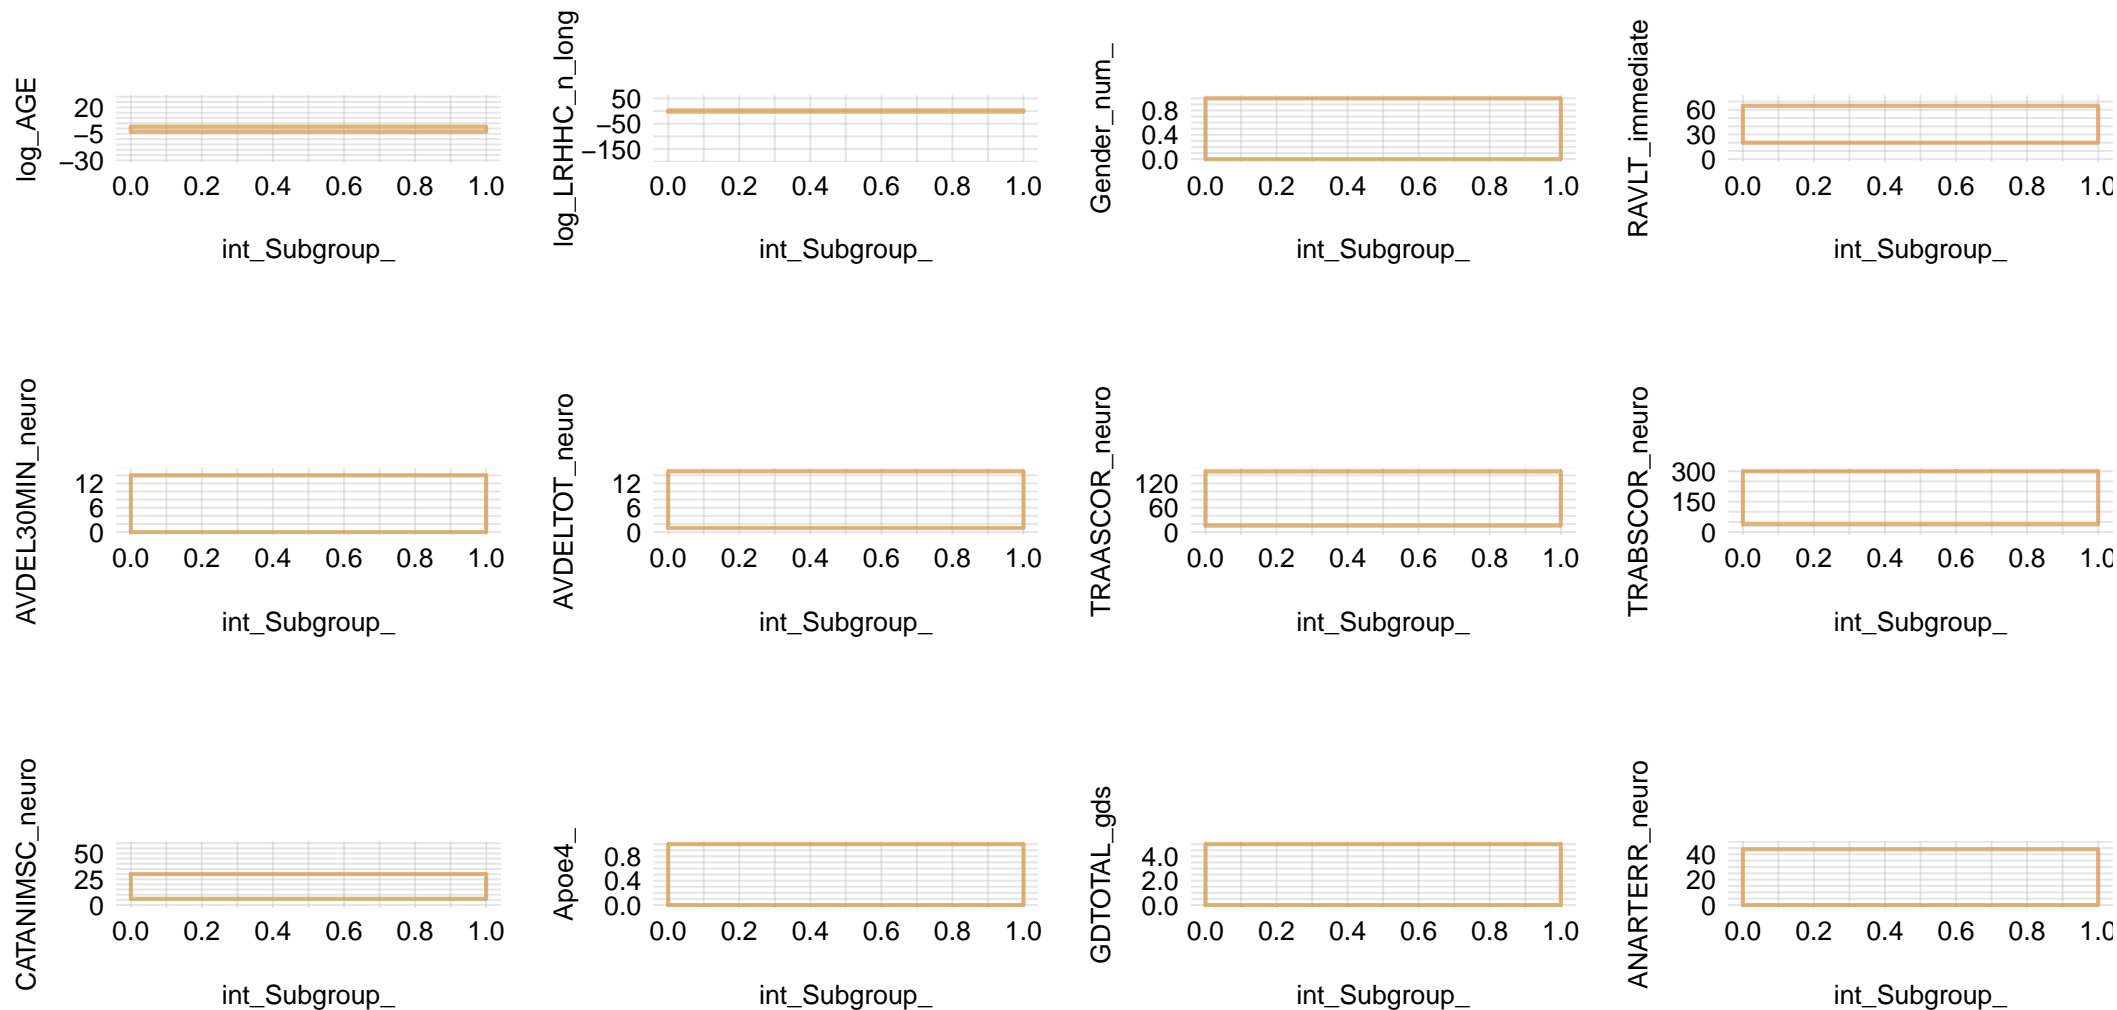 log_AGE
20
−5
−30
0.0 0.2 0.4 0.6 0.8 1.0
int_Subgroup_
log_LRHHC_n_long
50
−50
−150
0.0 0.2 0.4 0.6 0.8 1.0
int_Subgroup_
Gender_num_
0.8
0.4
0.0
0.0 0.2 0.4 0.6 0.8 1.0
int_Subgroup_
RAVLT_immediate
60
30
0
0.0 0.2 0.4 0.6 0.8 1.0
int_Subgroup_
AVDEL30MIN_neuro
12
6
0
0.0 0.2 0.4 0.6 0.8 1.0
int_Subgroup_
AVDELTOT_neuro
12
6
0
0.0 0.2 0.4 0.6 0.8 1.0
int_Subgroup_
TRAASCOR_neuro
120
60
0
0.0 0.2 0.4 0.6 0.8 1.0
int_Subgroup_
TRABSCOR_neuro
300
150
0
0.0 0.2 0.4 0.6 0.8 1.0
int_Subgroup_
CATANIMSC_neuro
50
25
0
0.0 0.2 0.4 0.6 0.8 1.0
int_Subgroup_
Apoe4_
0.8
0.4
0.0
0.0 0.2 0.4 0.6 0.8 1.0
int_Subgroup_
GDTOTAL_gds
4.0
2.0
0.0
0.0 0.2 0.4 0.6 0.8 1.0
int_Subgroup_
ANARTERR_neuro
40
20
0
0.0 0.2 0.4 0.6 0.8 1.0
int_Subgroup_